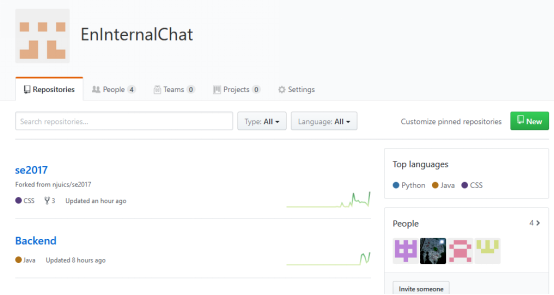 EnInternalChat
Repositories People 4 Teams 0 Projects 0 Settings
Search repositories... Type: All Language: All Customize pinned repositories New
se2017
Forked from njuics/se2017
CSS 3 Updated an hour ago
Backend
Java Updated 8 hours ago
Top languages
Python Java CSS
People 4
Invite someone